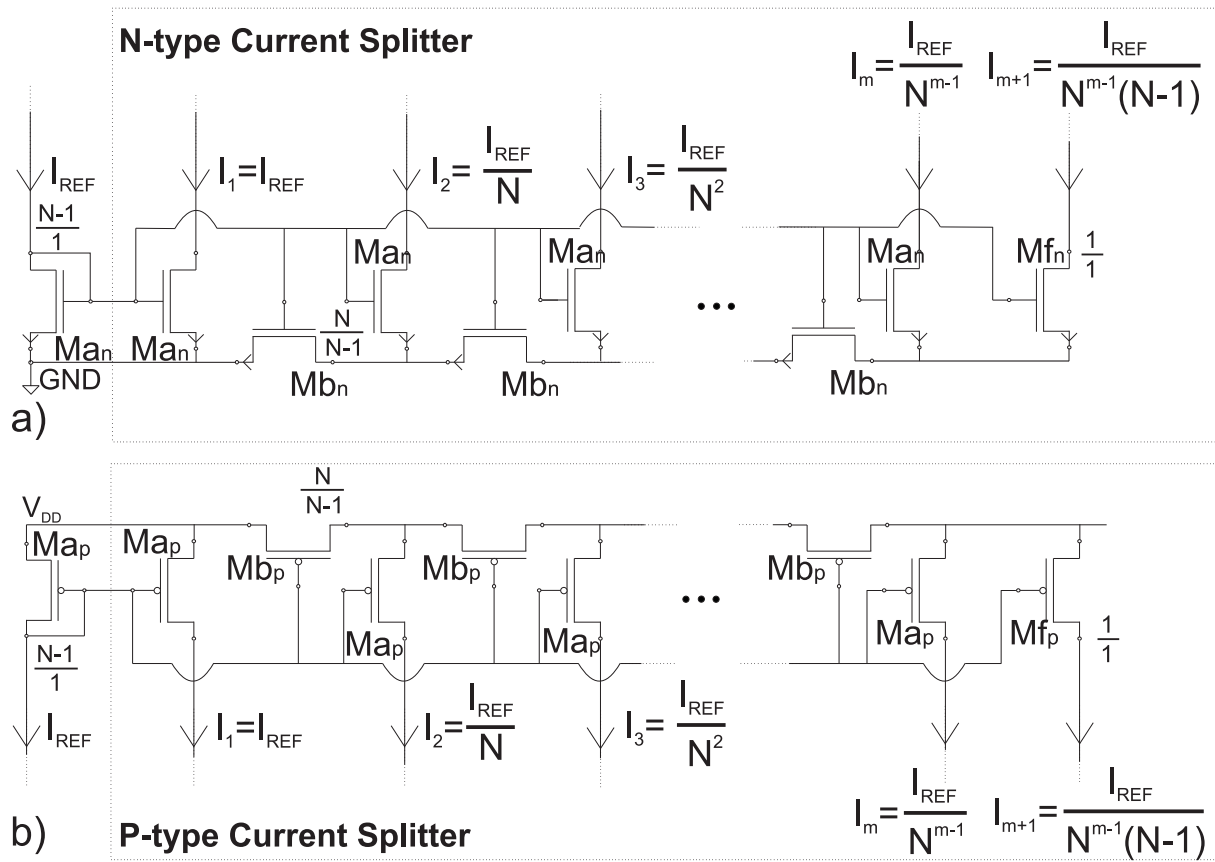 N-type Current Splitter
I_m = I_REF / N^{m-1}
I_{m+1} = I_REF / N^{m-1}(N-1)
I_REF
I_1=I_REF
I_2= I_REF / N
I_3= I_REF / N^2
N-1 / 1
Ma_n
Ma_n
Mf_n
1 / 1
Ma_n
...
N / N-1
Ma_n
Ma_n
Ma_n
GND
Mb_n
Mb_n
Mb_n
a)
N / N-1
V_DD
Ma_p
Ma_p
Mb_p
Mb_p
Mb_p
...
Ma_p
Ma_p
Ma_p
Mf_p
1 / 1
N-1 / 1
I_REF
I_1=I_REF
I_2= I_REF / N
I_3= I_REF / N^2
I_m = I_REF / N^{m-1}
I_{m+1} = I_REF / N^{m-1}(N-1)
b)
P-type Current Splitter